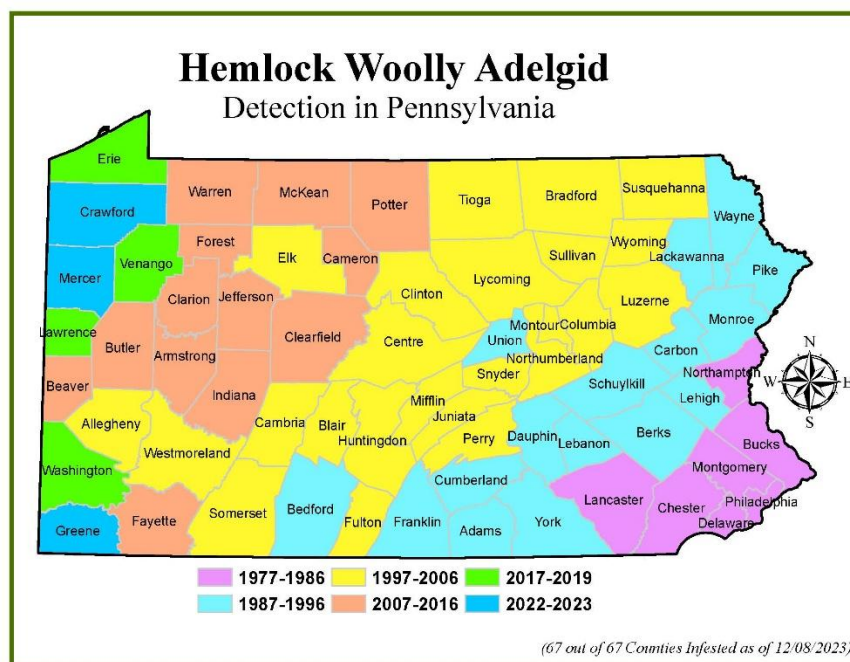 Hemlock Woolly Adelgid
Detection in Pennsylvania
Erie
Crawford
Warren
McKean
Potter
Tioga
Bradford
Susquehanna
Wayne
Mercer
Venango
Forest
Elk
Cameron
Sullivan
Wyoming
Lackawanna
Pike
Clarion
Jefferson
Clinton
Lycoming
Luzerne
Monroe
Lawrence
Butler
Armstrong
Clearfield
Centre
Union
Montour
Columbia
Northumberland
Carbon
Northampton
Beaver
Indiana
Snyder
Schuylkill
Lehigh
Allegheny
Westmoreland
Cambria
Blair
Huntingdon
Mifflin
Juniata
Perry
Dauphin
Lebanon
Berks
Bucks
Montgomery
Washington
Cumberland
Lancaster
Chester
Philadelphia
Delaware
Greene
Fayette
Somerset
Bedford
Fulton
Franklin
Adams
York
N
W E
S
1977-1986 1997-2006 2017-2019
1987-1996 2007-2016 2022-2023
(67 out of 67 Counties Infested as of 12/08/2023)